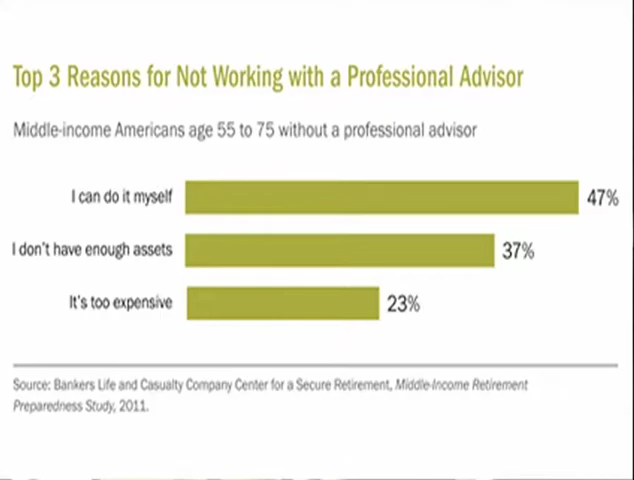 Top 3 Reasons for Not Working with a Professional Advisor
Middle-income Americans age 55 to 75 without a professional advisor
I can do it myself 47%
I don't have enough assets 37%
It's too expensive 23%
Source: Bankers Life and Casualty Company Center for a Secure Retirement, Middle-Income Retirement
Preparedness Study, 2011.